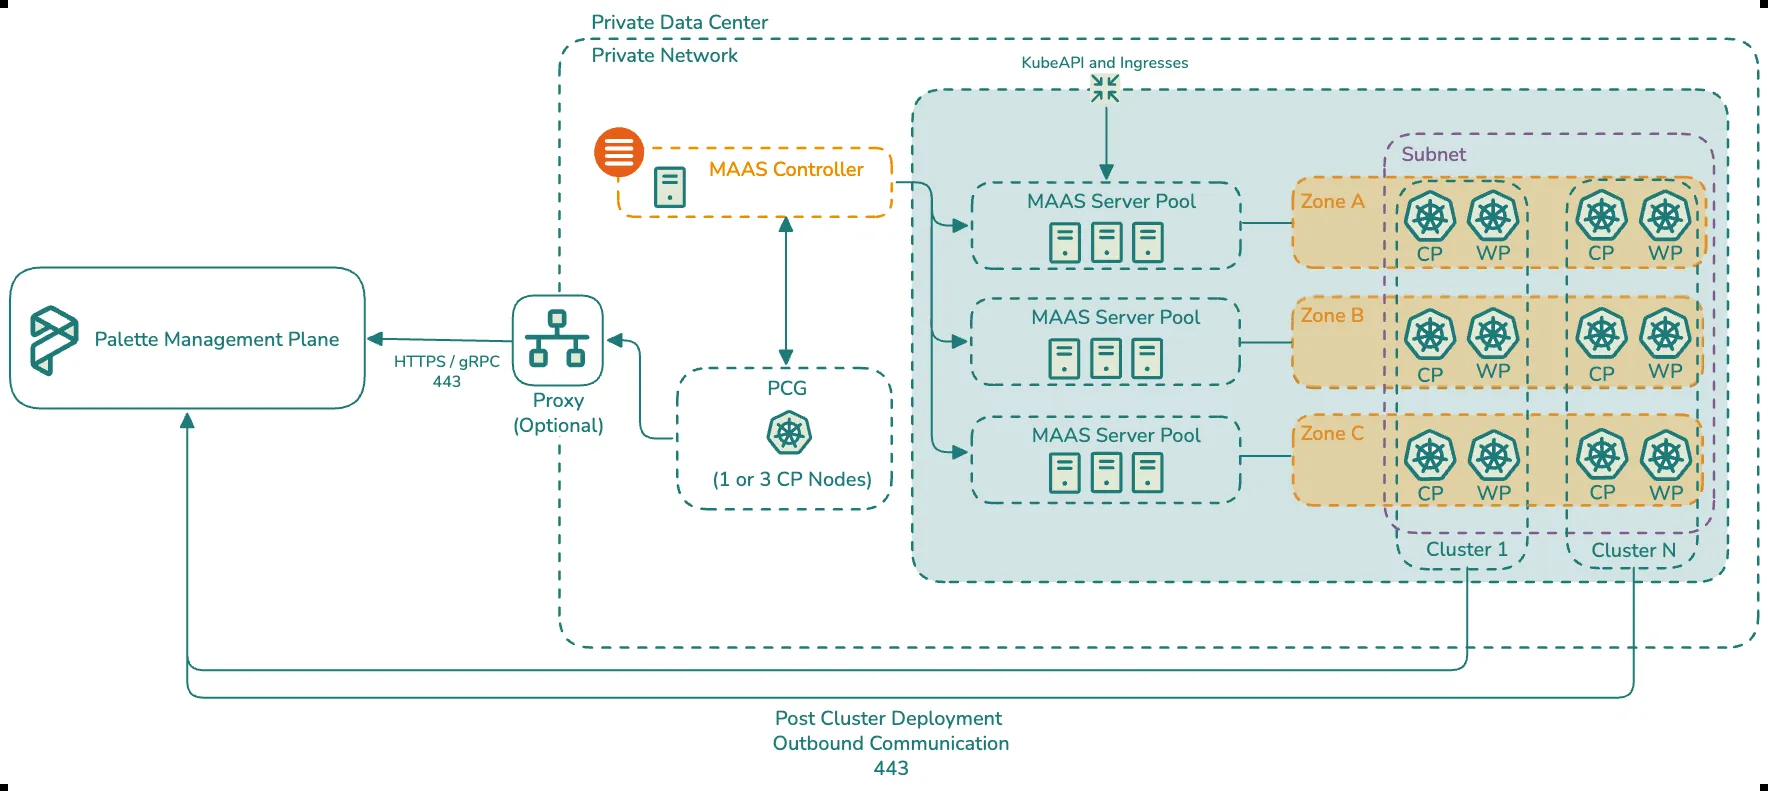 Private Data Center
Private Network
KubeAPI and Ingresses
MAAS Controller
Palette Management Plane
HTTPS / gRPC
443
Proxy
(Optional)
PCG
(1 or 3 CP Nodes)
MAAS Server Pool
MAAS Server Pool
MAAS Server Pool
Subnet
Zone A
CP WP CP WP
Zone B
CP WP CP WP
Zone C
CP WP CP WP
Cluster 1
Cluster N
Post Cluster Deployment
Outbound Communication
443